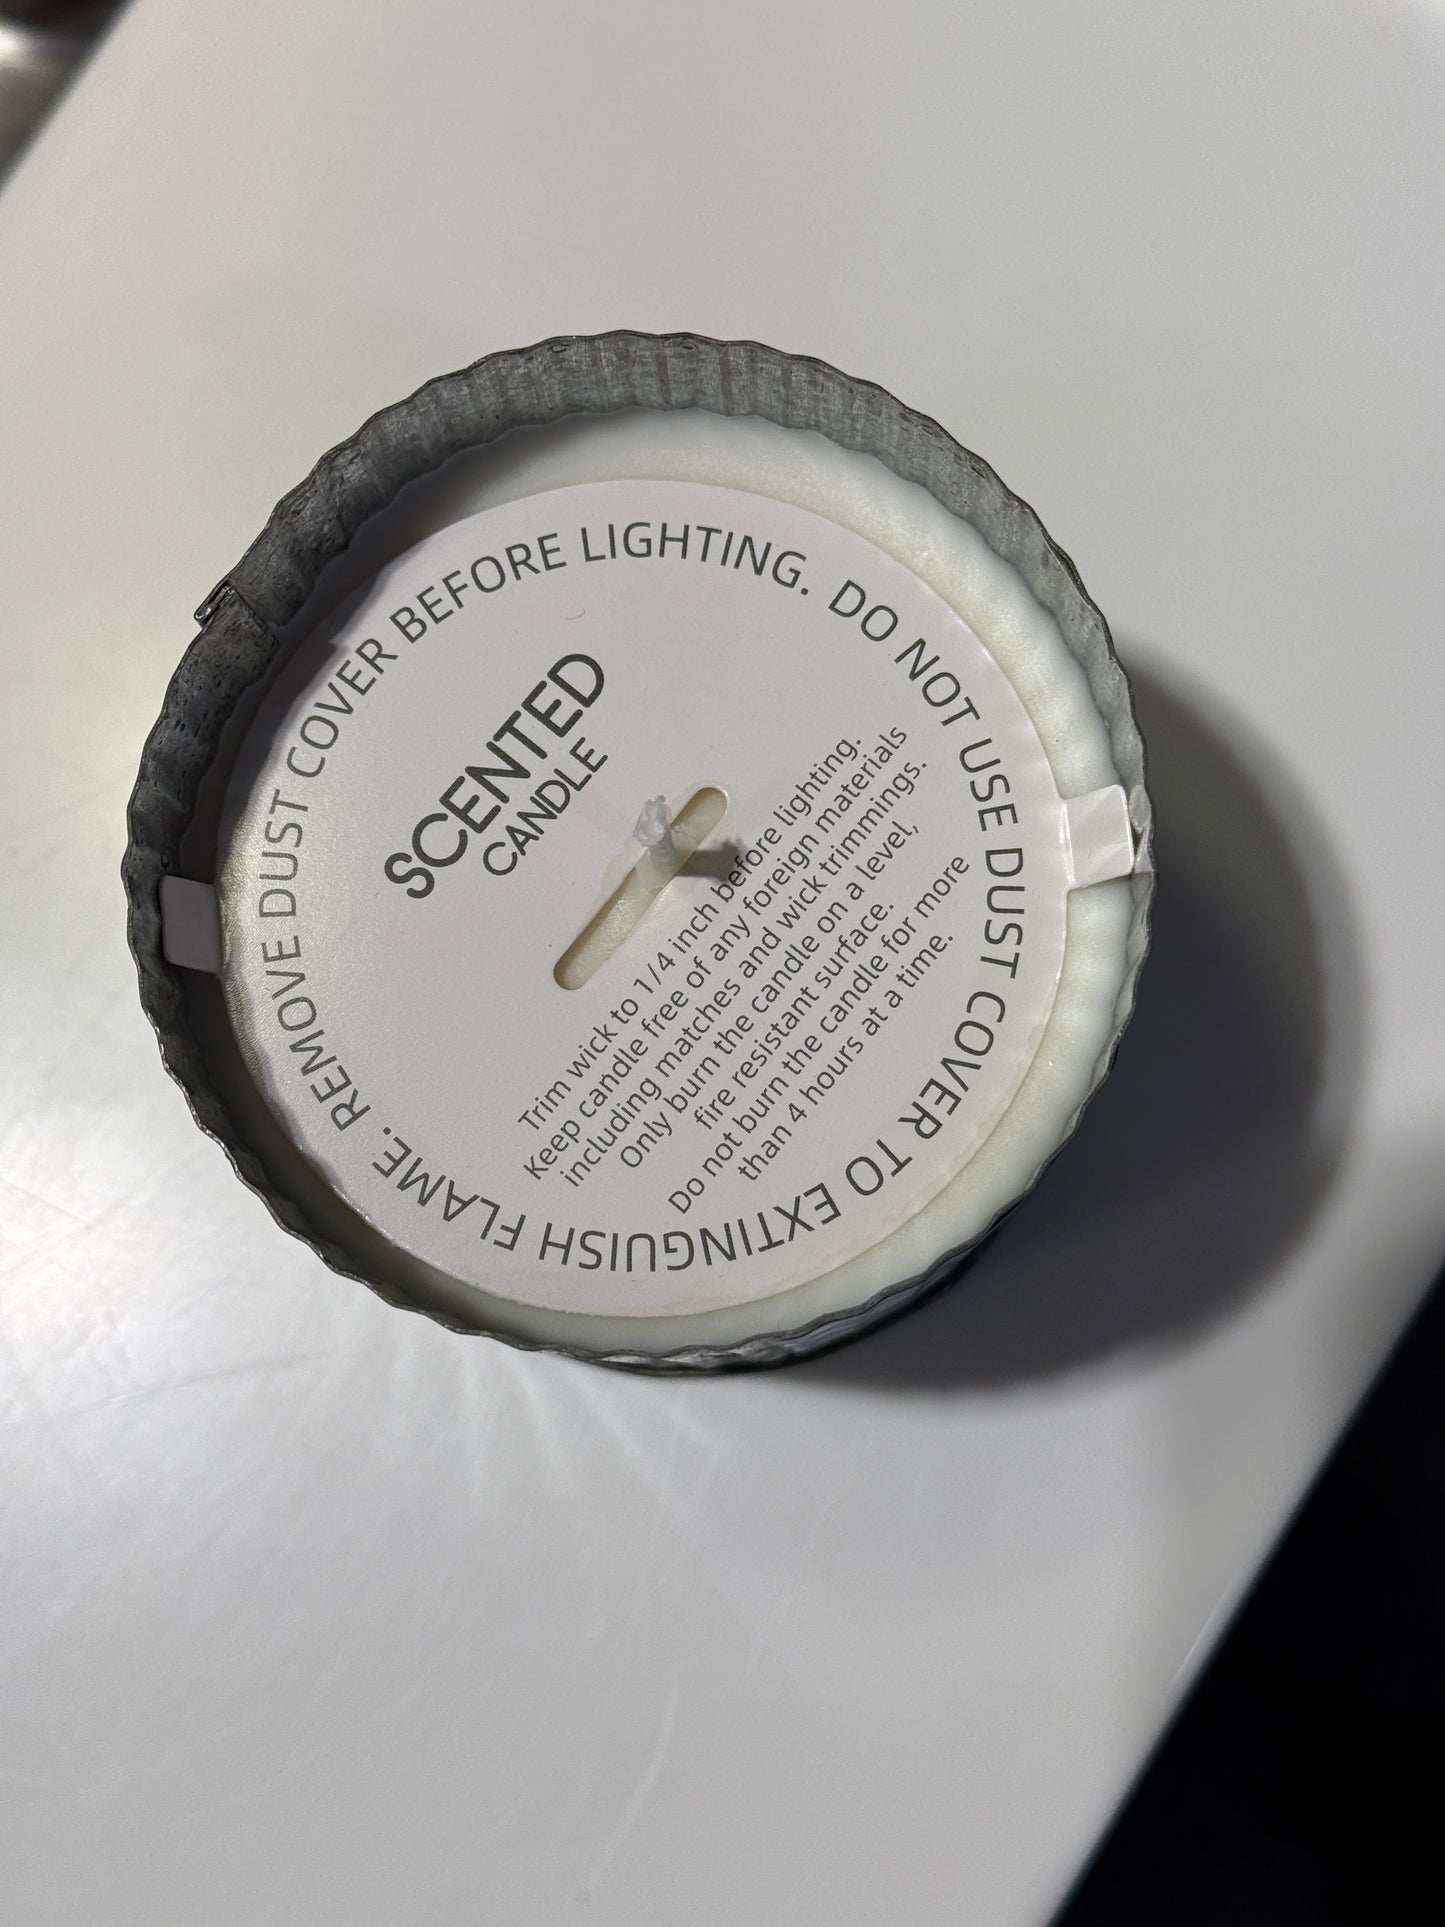 REMOVE DUST COVER BEFORE LIGHTING. DO NOT USE DUST COVER TO EXTINGUISH FLAME.
SCENTED
CANDLE
Trim wick to 1/4 inch before lighting.
Keep candle free of any foreign materials
including matches and wick trimmings.
Only burn the candle on a level,
fire resistant surface.
Do not burn the candle for more
than 4 hours at a time.